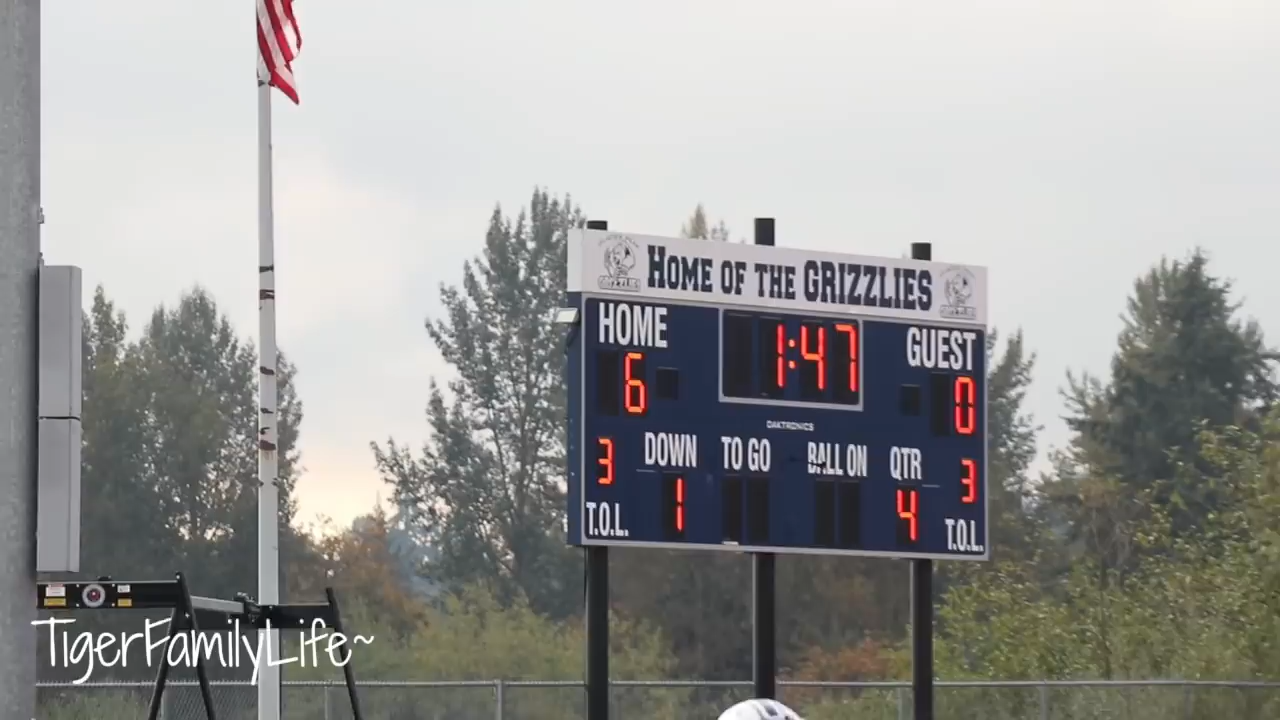 HOME OF THE GRIZZLIES
HOME 1:47 GUEST
6 0
DAKTRONICS
3 DOWN TO GO BALL ON QTR 3
T.O.L. 1 4 T.O.L.
TigerFamilyLife~